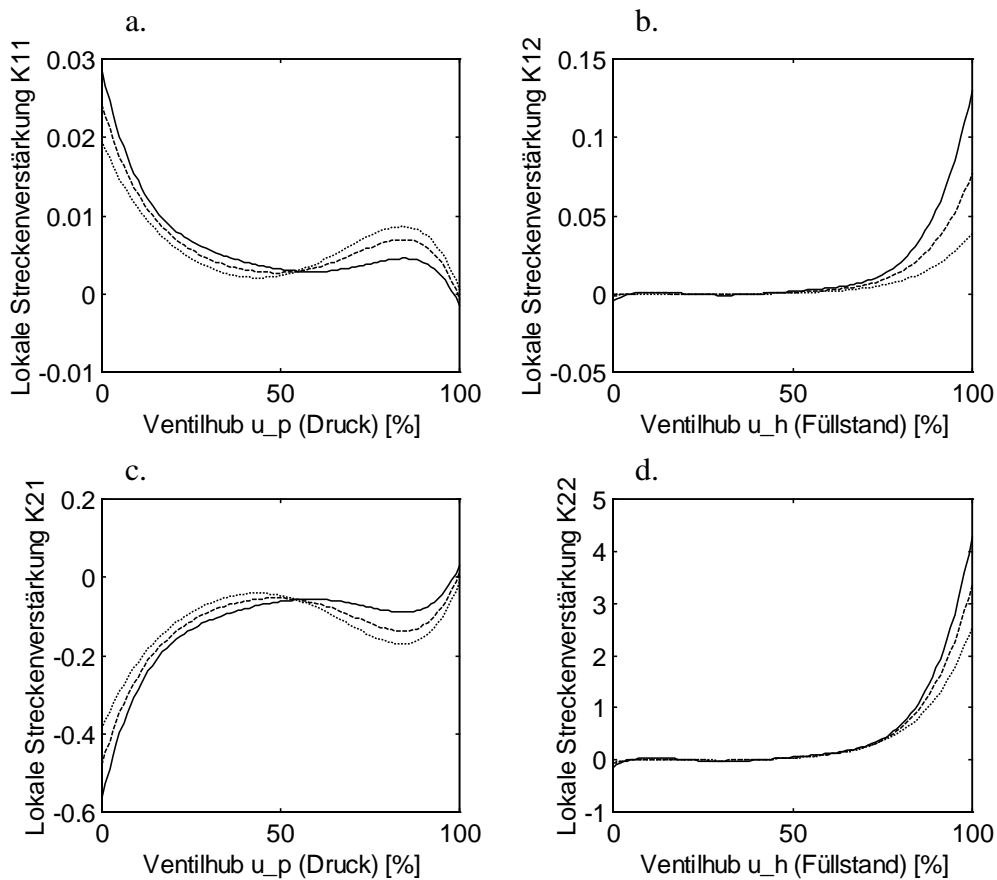 a.
Lokale Streckenverstärkung K11
0.03
0.02
0.01
0
-0.01
0
50
100
Ventilhub u_p (Druck) [%]
b.
Lokale Streckenverstärkung K12
0.15
0.1
0.05
0
-0.05
0
50
100
Ventilhub u_h (Füllstand) [%]
c.
Lokale Streckenverstärkung K21
0.2
0
-0.2
-0.4
-0.6
0
50
100
Ventilhub u_p (Druck) [%]
d.
Lokale Streckenverstärkung K22
5
4
3
2
1
0
-1
0
50
100
Ventilhub u_h (Füllstand) [%]